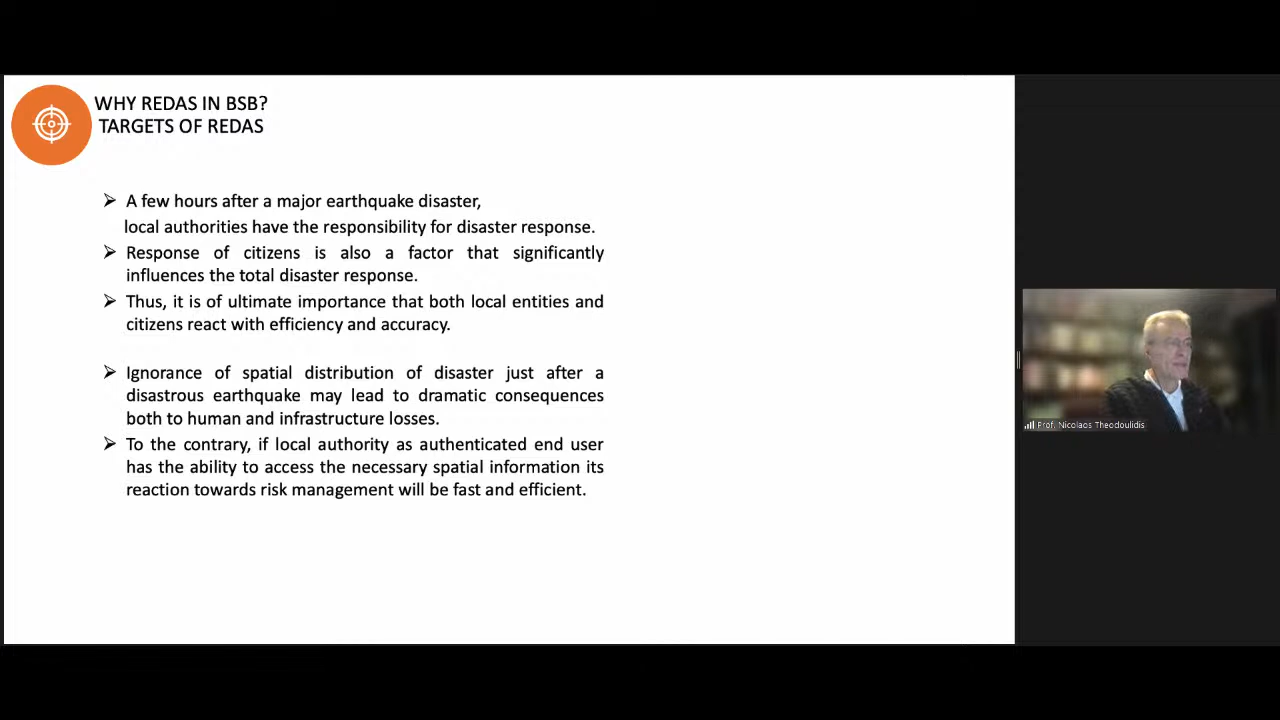 WHY REDAS IN BSB?
TARGETS OF REDAS
➢ A few hours after a major earthquake disaster,
local authorities have the responsibility for disaster response.
➢ Response of citizens is also a factor that significantly
influences the total disaster response.
➢ Thus, it is of ultimate importance that both local entities and
citizens react with efficiency and accuracy.
➢ Ignorance of spatial distribution of disaster just after a
disastrous earthquake may lead to dramatic consequences
both to human and infrastructure losses.
➢ To the contrary, if local authority as authenticated end user
has the ability to access the necessary spatial information its
reaction towards risk management will be fast and efficient.
Prof. Nicolaos Theodoulidis